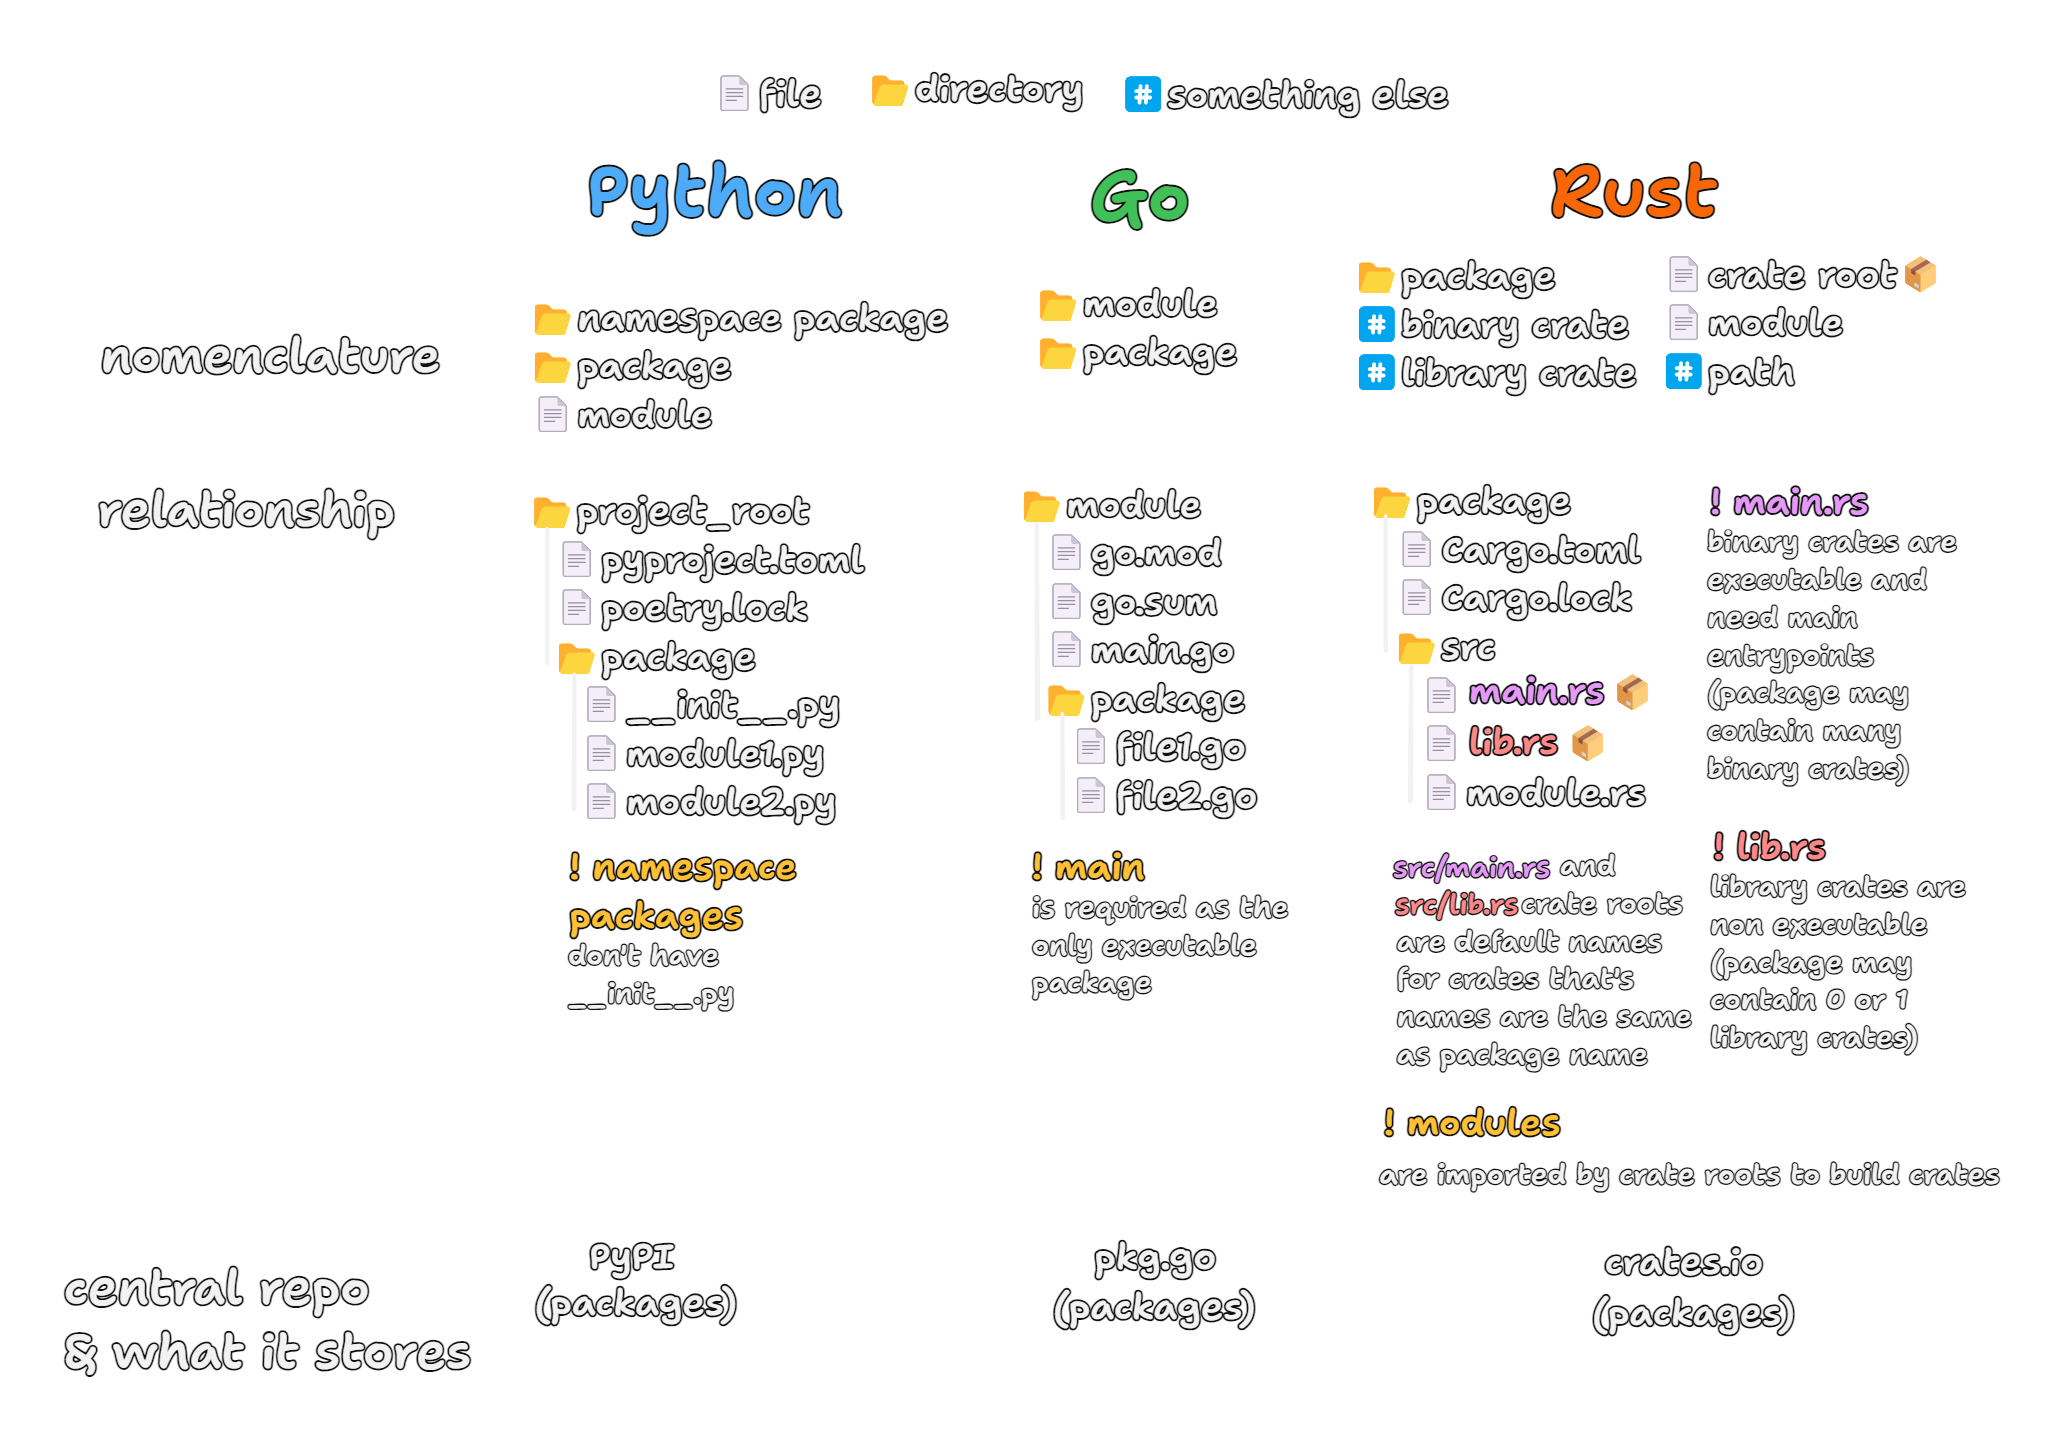 file
directory
something else
Python
Go
Rust
nomenclature
namespace package
package
module
module
package
package
binary crate
library crate
crate root
module
path
relationship
project_root
pyproject.toml
poetry.lock
package
__init__.py
module1.py
module2.py
! namespace
packages
don't have
__init__.py
module
go.mod
go.sum
main.go
package
file1.go
file2.go
! main
is required as the
only executable
package
package
Cargo.toml
Cargo.lock
src
main.rs
lib.rs
module.rs
src/main.rs and
src/lib.rs crate roots
are default names
for crates that's
names are the same
as package name
! main.rs
binary crates are
executable and
need main
entrypoints
(package may
contain many
binary crates)
! lib.rs
library crates are
non executable
(package may
contain 0 or 1
library crates)
! modules
are imported by crate roots to build crates
central repo
& what it stores
PyPI
(packages)
pkg.go
(packages)
crates.io
(packages)